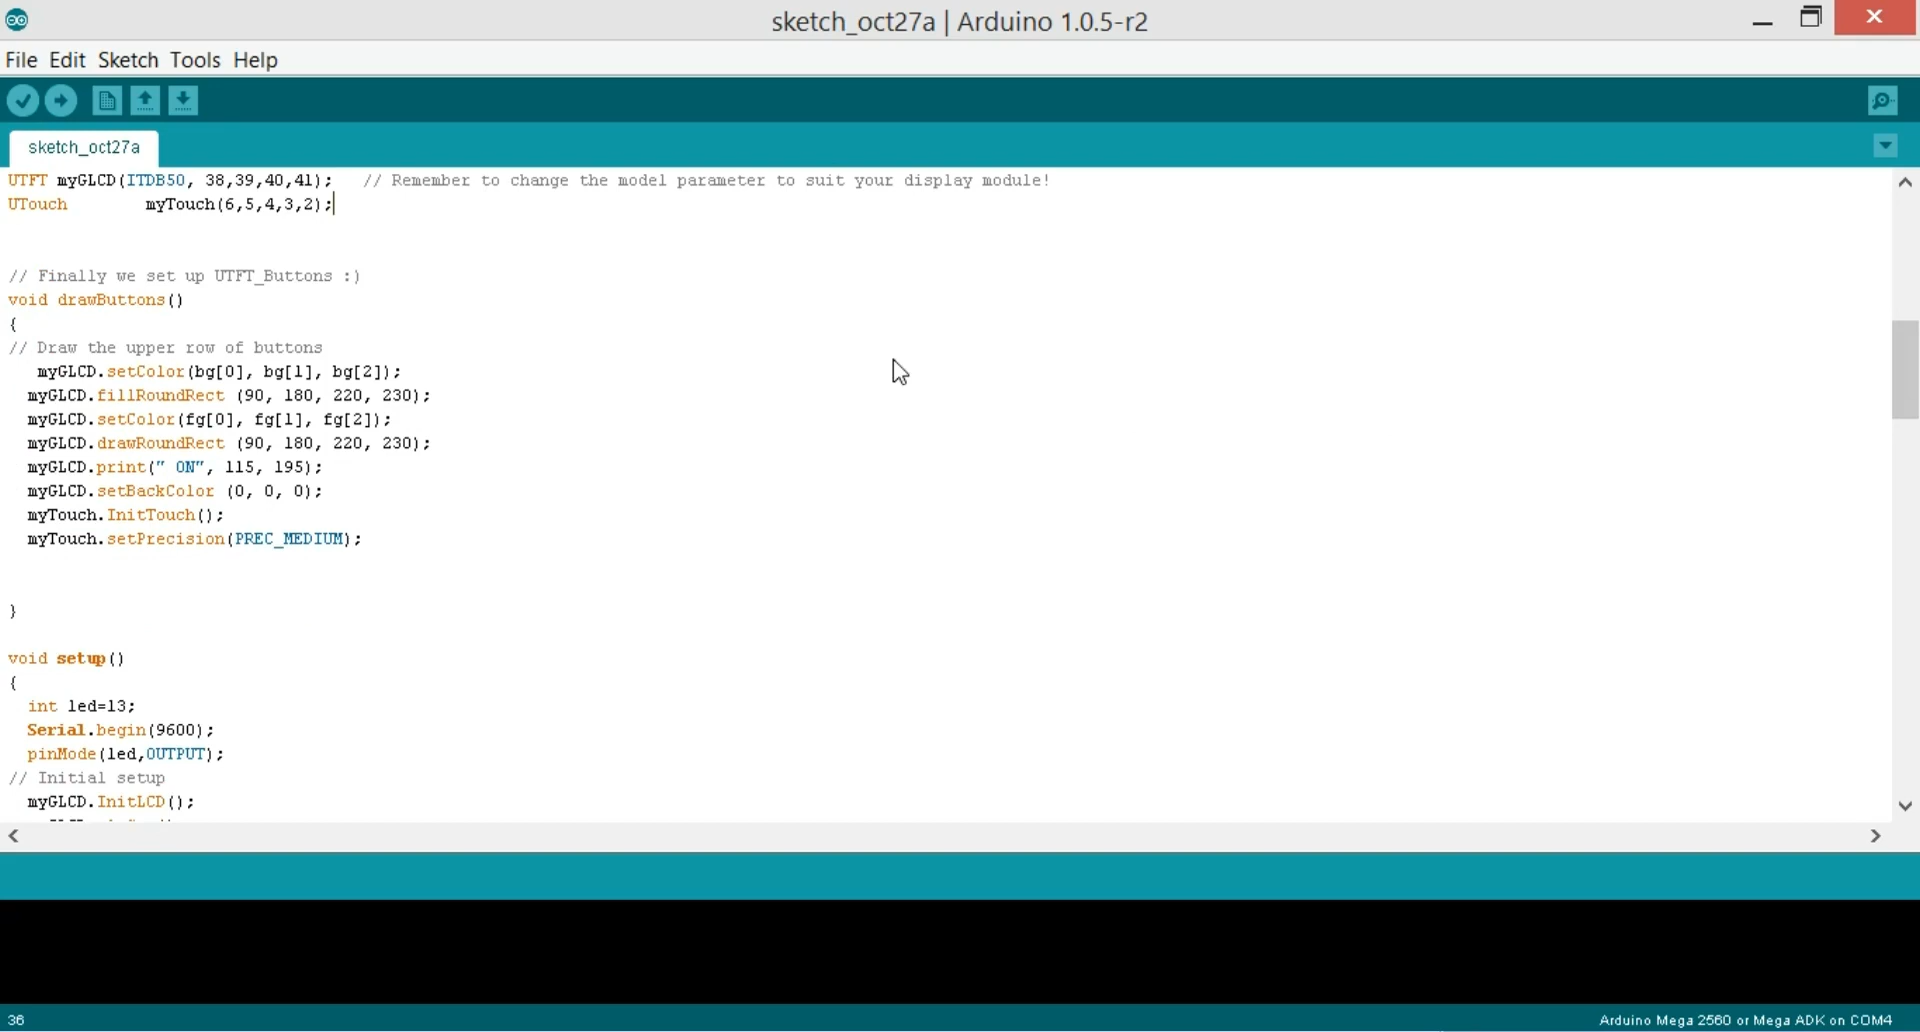 sketch_oct27a | Arduino 1.0.5-r2
File Edit Sketch Tools Help
sketch_oct27a
UTFT myGLCD(ITDB50, 38,39,40,41);   // Remember to change the model parameter to suit your display module!
UTouch        myTouch(6,5,4,3,2);
// Finally we set up UTFT_Buttons :)
void drawButtons()
{
// Draw the upper row of buttons
   myGLCD.setColor(bg[0], bg[1], bg[2]);
  myGLCD.fillRoundRect (90, 180, 220, 230);
  myGLCD.setColor(fg[0], fg[1], fg[2]);
  myGLCD.drawRoundRect (90, 180, 220, 230);
  myGLCD.print(" ON", 115, 195);
  myGLCD.setBackColor (0, 0, 0);
  myTouch.InitTouch();
  myTouch.setPrecision(PREC_MEDIUM);
}
void setup()
{
  int led=13;
  Serial.begin(9600);
  pinMode(led,OUTPUT);
// Initial setup
  myGLCD.InitLCD();
36
Arduino Mega 2560 or Mega ADK on COM4